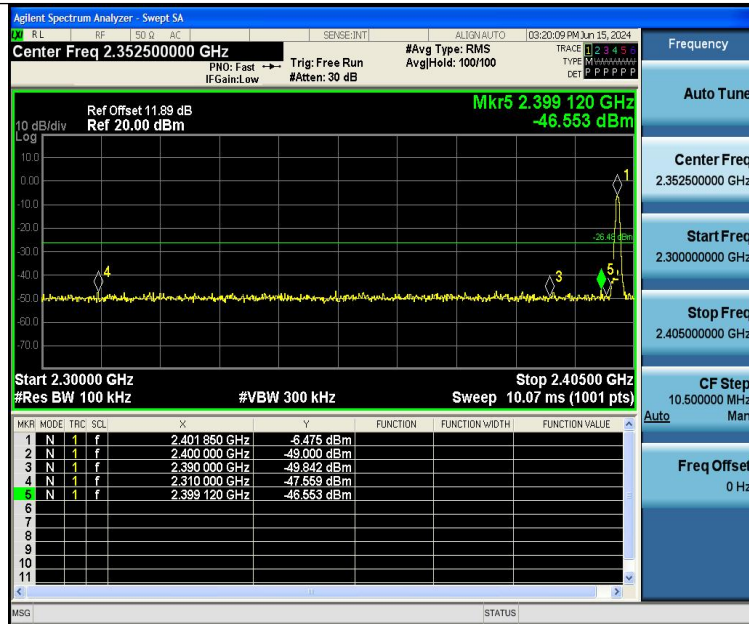 Agilent Spectrum Analyzer - Swept SA
LXI RL RF 50 Ω AC SENSE:INT ALIGNAUTO 03:20:09 PM Jun 15, 2024
Center Freq 2.352500000 GHz #Avg Type: RMS TRACE 1 2 3 4 5 6
PNO: Fast Trig: Free Run Avg|Hold: 100/100 TYPE M
IFGain:Low #Atten: 30 dB DET P P P P P P
Frequency
Auto Tune
Center Freq
2.352500000 GHz
Start Freq
2.300000000 GHz
Stop Freq
2.405000000 GHz
CF Step
10.500000 MHz
Auto Man
Freq Offset
0 Hz
Ref Offset 11.89 dB Mkr5 2.399 120 GHz
10 dB/div Ref 20.00 dBm -46.553 dBm
Log
10.0
0.00
-10.0
-20.0
-30.0
-40.0
-50.0
-60.0
-70.0
1
-26.48 dBm
4
3
5
Start 2.30000 GHz Stop 2.40500 GHz
#Res BW 100 kHz #VBW 300 kHz Sweep 10.07 ms (1001 pts)
MKR MODE TRC SCL X Y FUNCTION FUNCTION WIDTH FUNCTION VALUE
1 N 1 f 2.401 850 GHz -6.475 dBm
2 N 1 f 2.400 000 GHz -49.000 dBm
3 N 1 f 2.390 000 GHz -49.842 dBm
4 N 1 f 2.310 000 GHz -47.559 dBm
5 N 1 f 2.399 120 GHz -46.553 dBm
6
7
8
9
10
11
MSG STATUS